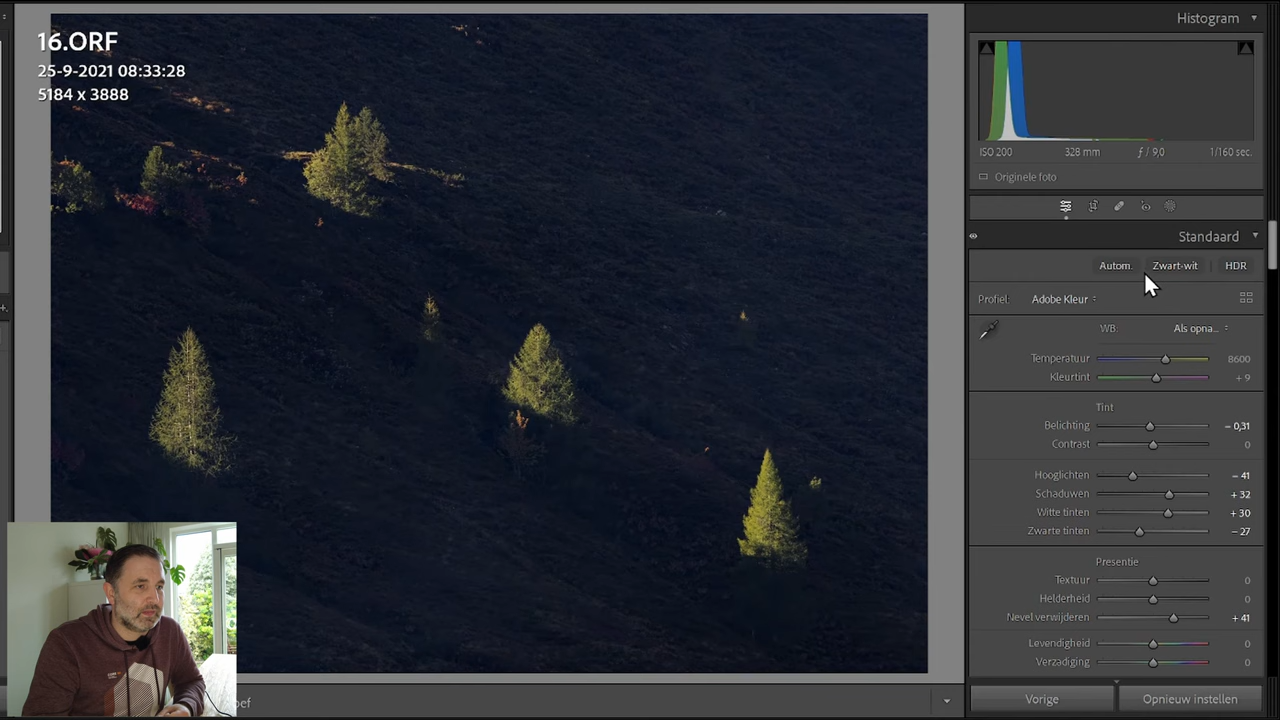 16.ORF
25-9-2021 08:33:28
5184 x 3888
Histogram
ISO 200 328 mm ƒ / 9,0 1/160 sec.
Originele foto
Standaard
Autom. Zwart-wit HDR
Profiel: Adobe Kleur
WB: Als opna...
Temperatuur 8600
Kleurtint + 9
Tint
Belichting – 0,31
Contrast 0
Hooglichten – 41
Schaduwen + 32
Witte tinten + 30
Zwarte tinten – 27
Presentie
Textuur 0
Helderheid 0
Nevel verwijderen + 41
Levendigheid 0
Verzadiging 0
Vorige Opnieuw instellen